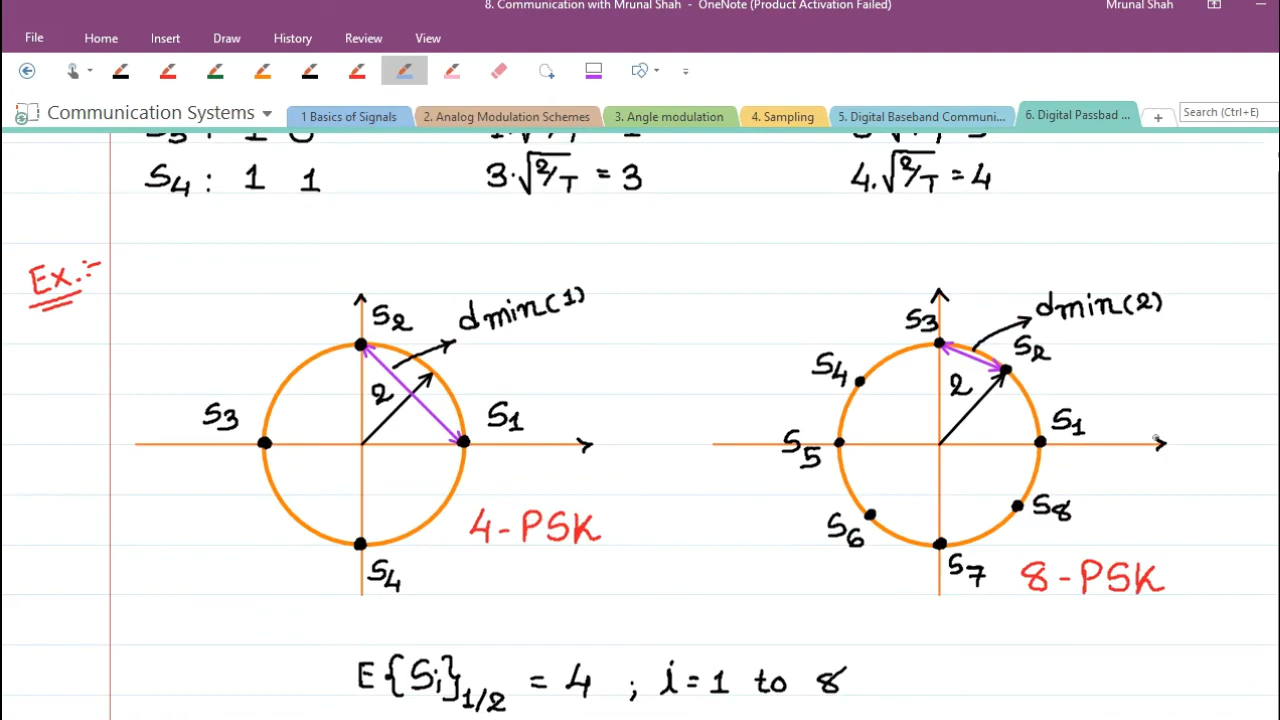 8. Communication with Mrunal Shah - OneNote (Product Activation Failed)
Mrunal Shah
File Home Insert Draw History Review View
Communication Systems
1 Basics of Signals
2. Analog Modulation Schemes
3. Angle modulation
4. Sampling
5. Digital Baseband Communi...
6. Digital Passbad ...
Search (Ctrl+E)
S4 : 1 1
3.√2/T = 3
4.√2/T = 4
Ex.:-
S2
dmin(1)
2
S3
S1
4-PSK
S4
S3
dmin(2)
S2
S4
2
S1
S5
S8
S6
S7
8-PSK
E{Si}1/2 = 4 ; i=1 to 8